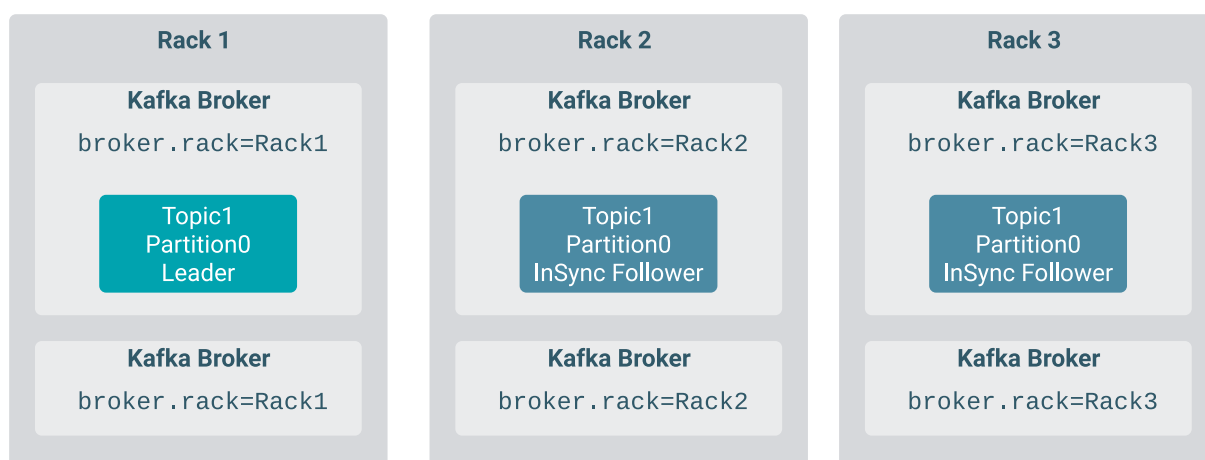 Rack 1
Kafka Broker
broker.rack=Rack1
Topic1
Partition0
Leader
Kafka Broker
broker.rack=Rack1
Rack 2
Kafka Broker
broker.rack=Rack2
Topic1
Partition0
InSync Follower
Kafka Broker
broker.rack=Rack2
Rack 3
Kafka Broker
broker.rack=Rack3
Topic1
Partition0
InSync Follower
Kafka Broker
broker.rack=Rack3